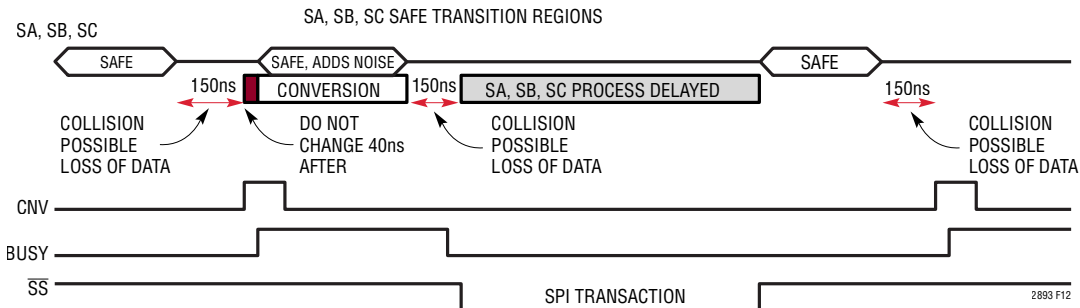 SA, SB, SC SAFE TRANSITION REGIONS
SA, SB, SC
SAFE
SAFE, ADDS NOISE
SAFE
150ns
CONVERSION
150ns
SA, SB, SC PROCESS DELAYED
150ns
COLLISION
POSSIBLE
LOSS OF DATA
DO NOT
CHANGE 40ns
AFTER
COLLISION
POSSIBLE
LOSS OF DATA
COLLISION
POSSIBLE
LOSS OF DATA
CNV
BUSY
SS
SPI TRANSACTION
2893 F12